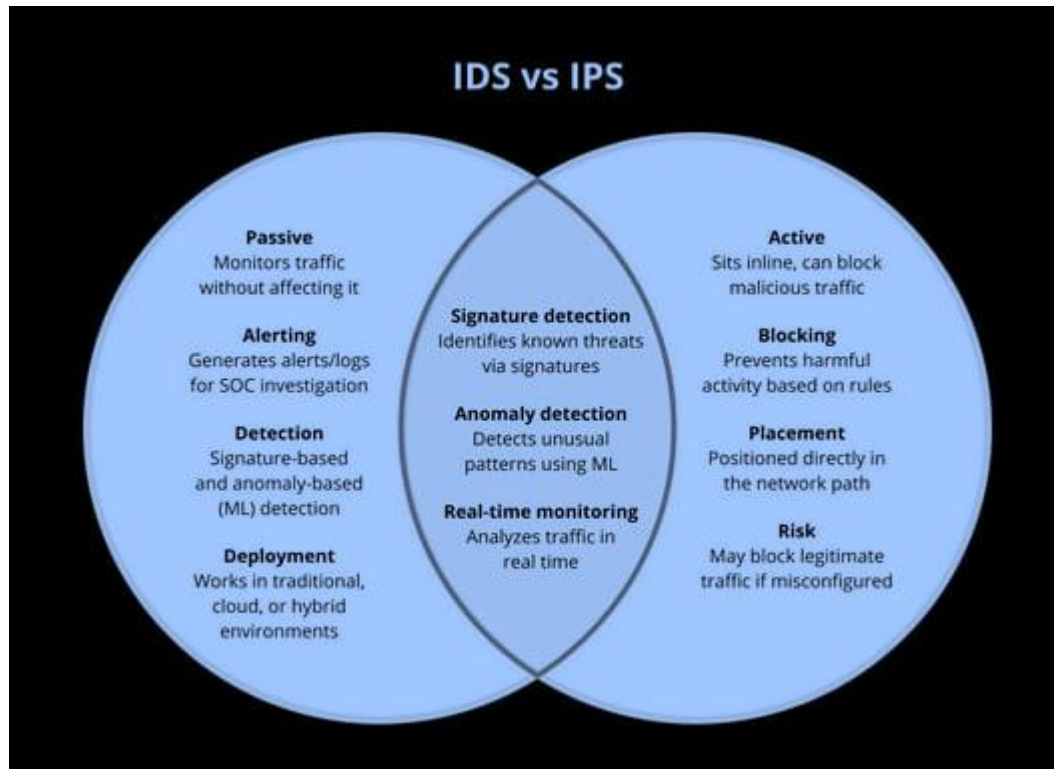 IDS vs IPS
Passive
Monitors traffic
without affecting it
Alerting
Generates alerts/logs
for SOC investigation
Detection
Signature-based
and anomaly-based
(ML) detection
Deployment
Works in traditional,
cloud, or hybrid
environments
Signature detection
Identifies known threats
via signatures
Anomaly detection
Detects unusual
patterns using ML
Real-time monitoring
Analyzes traffic in
real time
Active
Sits inline, can block
malicious traffic
Blocking
Prevents harmful
activity based on rules
Placement
Positioned directly in
the network path
Risk
May block legitimate
traffic if misconfigured